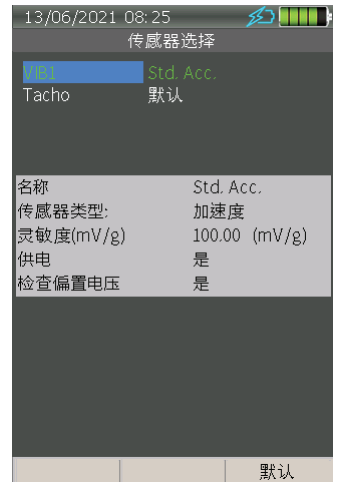 13/06/2021 08:25
传感器选择
VIB1 Std. Acc.
Tacho 默认
名称 Std. Acc.
传感器类型: 加速度
灵敏度(mV/g) 100.00 (mV/g)
供电 是
检查偏置电压 是
默认